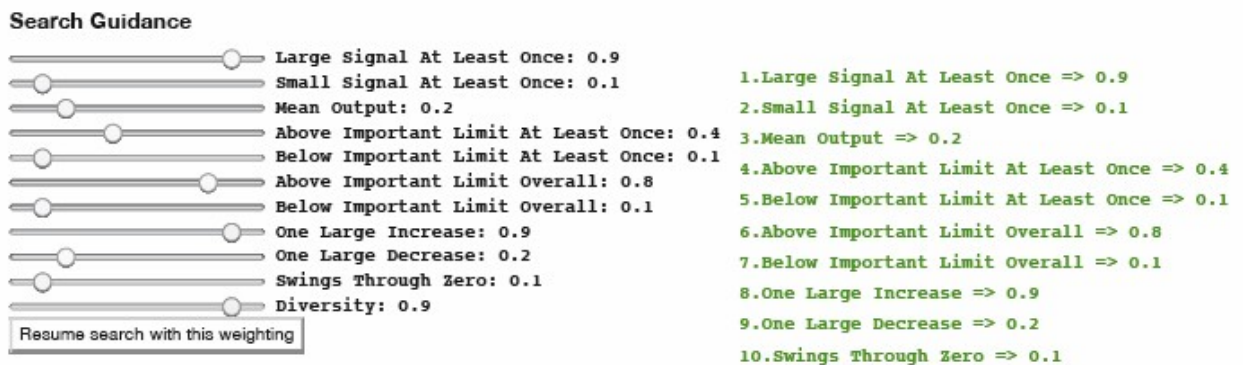 Search Guidance
Large Signal At Least Once: 0.9
Small Signal At Least Once: 0.1
Mean Output: 0.2
Above Important Limit At Least Once: 0.4
Below Important Limit At Least Once: 0.1
Above Important Limit Overall: 0.8
Below Important Limit Overall: 0.1
One Large Increase: 0.9
One Large Decrease: 0.2
Swings Through Zero: 0.1
Diversity: 0.9
Resume search with this weighting
1.Large Signal At Least Once => 0.9
2.Small Signal At Least Once => 0.1
3.Mean Output => 0.2
4.Above Important Limit At Least Once => 0.4
5.Below Important Limit At Least Once => 0.1
6.Above Important Limit Overall => 0.8
7.Below Important Limit Overall => 0.1
8.One Large Increase => 0.9
9.One Large Decrease => 0.2
10.Swings Through Zero => 0.1